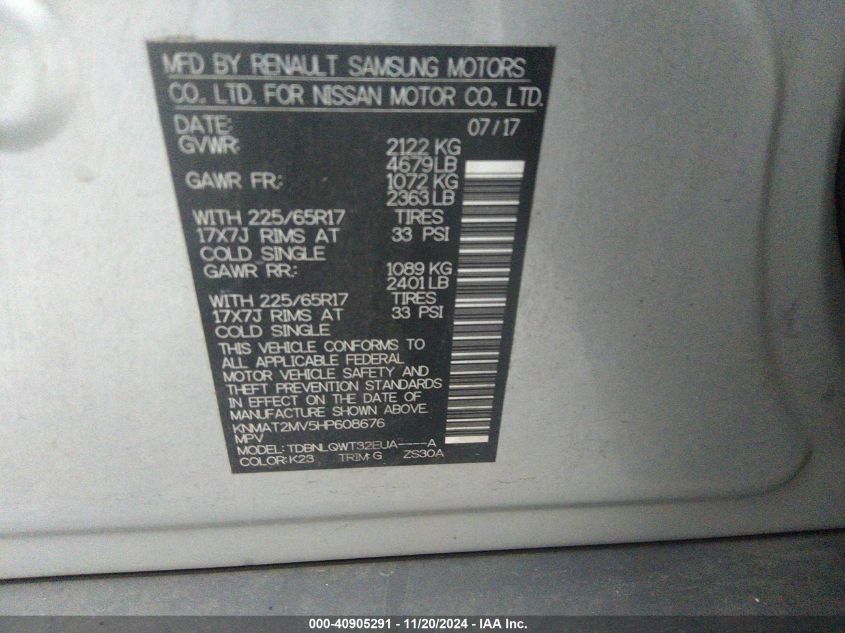 MFD BY RENAULT SAMSUNG MOTORS
CO., LTD. FOR NISSAN MOTOR CO., LTD.
DATE: 07/17
GVWR: 2122 KG
4679LB
GAWR FR: 1072 KG
2363LB
WITH 225/65R17 TIRES
17X7J RIMS AT 33 PSI
COLD SINGLE
GAWR RR: 1089 KG
2401LB
WITH 225/65R17 TIRES
17X7J RIMS AT 33 PSI
COLD SINGLE
THIS VEHICLE CONFORMS TO
ALL APPLICABLE FEDERAL
MOTOR VEHICLE SAFETY AND
THEFT PREVENTION STANDARDS
IN EFFECT ON THE DATE OF
MANUFACTURE SHOWN ABOVE.
KNMAT2MV5HP608676
MPV
MODEL: TDBNLQWT32EUA----A
COLOR: K23 TRIM: G ZS30A
000-40905291 - 11/20/2024 - IAA Inc.